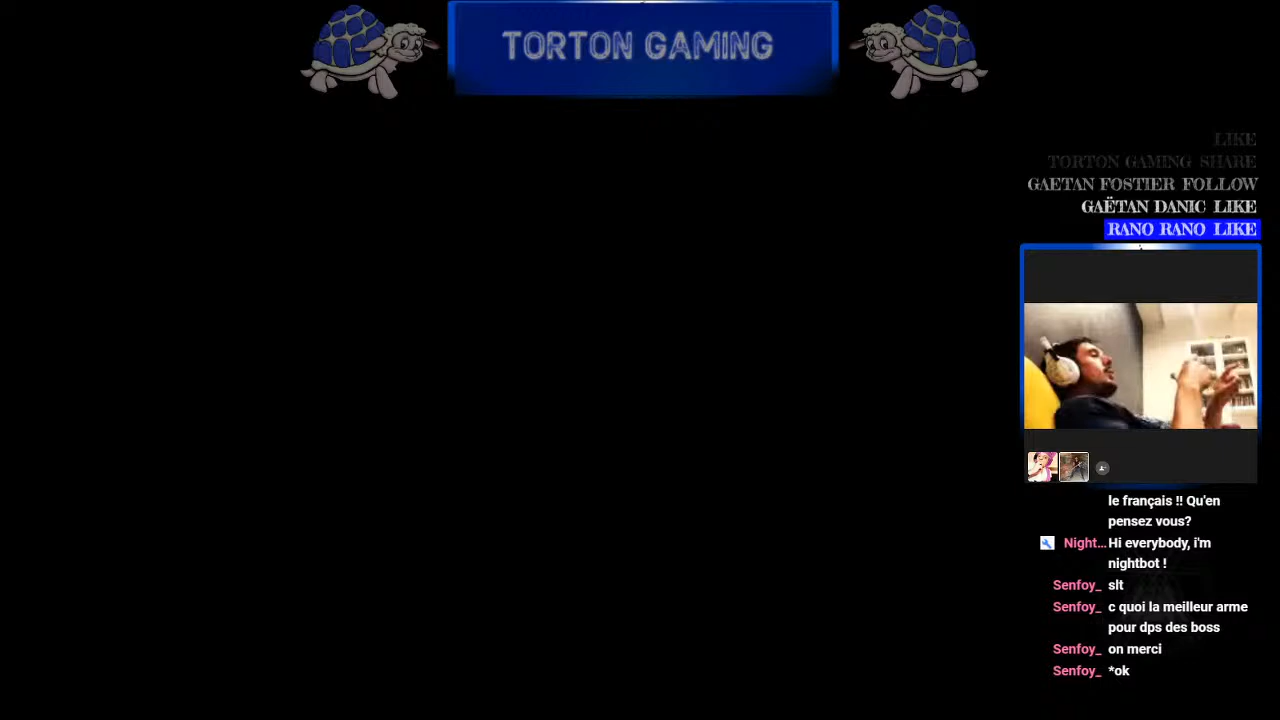 TORTON GAMING
LIKE
TORTON GAMING SHARE
GAETAN FOSTIER FOLLOW
GAËTAN DANIC LIKE
RANO RANO LIKE
le français !! Qu'en
pensez vous?
Night... Hi everybody, i'm
nightbot !
Senfoy_ slt
Senfoy_ c quoi la meilleur arme
pour dps des boss
Senfoy_ on merci
Senfoy_ *ok